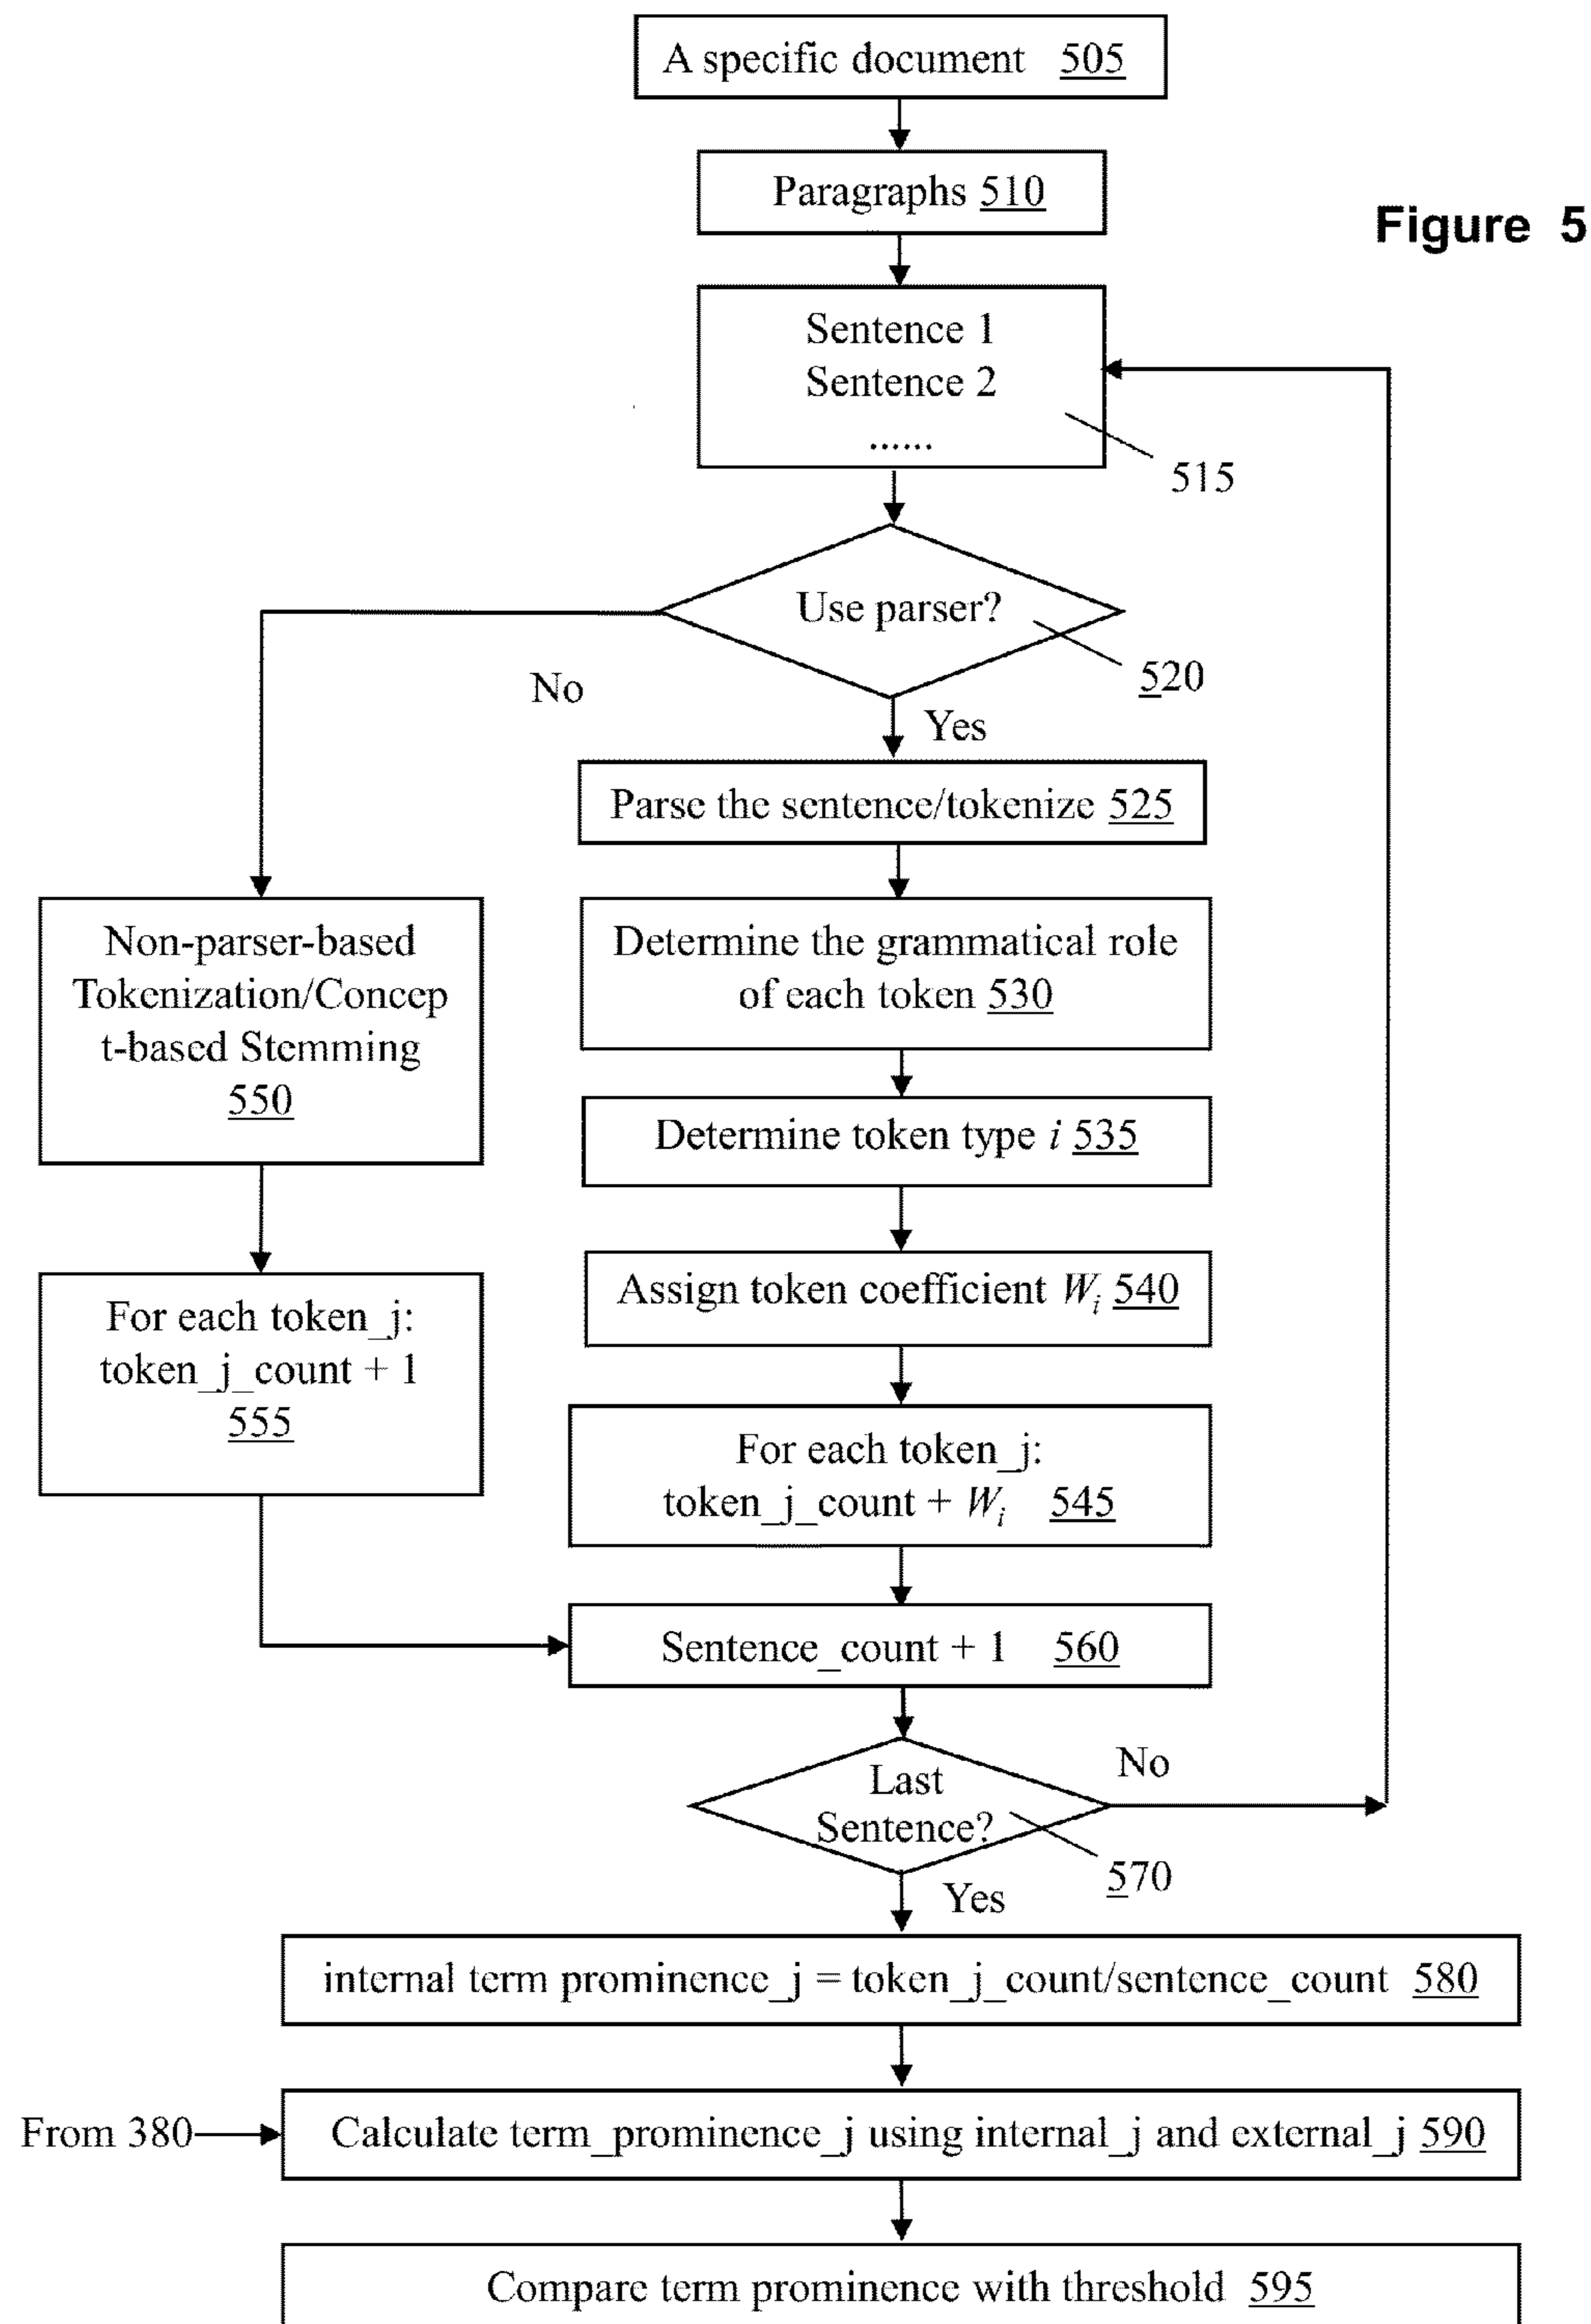 A specific document 505
Paragraphs 510
Figure 5
Sentence 1
Sentence 2
......
515
Use parser?
520
No
Yes
Parse the sentence/tokenize 525
Non-parser-based
Tokenization/Concep
t-based Stemming
550
Determine the grammatical role
of each token 530
Determine token type i 535
Assign token coefficient Wi 540
For each token_j:
token_j_count + 1
555
For each token_j:
token_j_count + Wi 545
Sentence_count + 1 560
Last
Sentence?
No
570
Yes
internal term prominence_j = token_j_count/sentence_count 580
From 380
Calculate term_prominence_j using internal_j and external_j 590
Compare term prominence with threshold 595